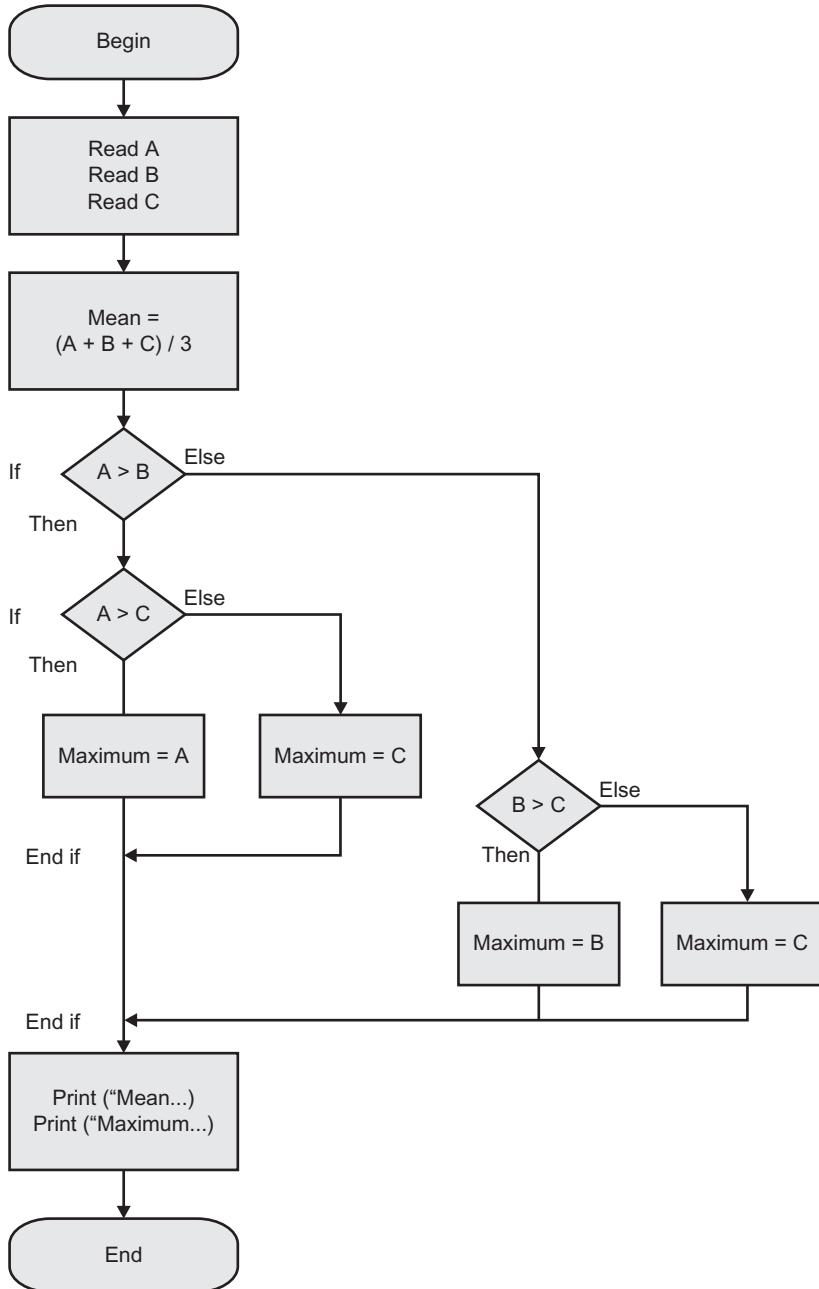 Begin
Read A
Read B
Read C
Mean =
(A + B + C) / 3
If
A > B
Else
Then
If
A > C
Else
Then
Maximum = A
Maximum = C
B > C
Else
Then
End if
Maximum = B
Maximum = C
End if
Print (“Mean...)
Print (“Maximum...)
End